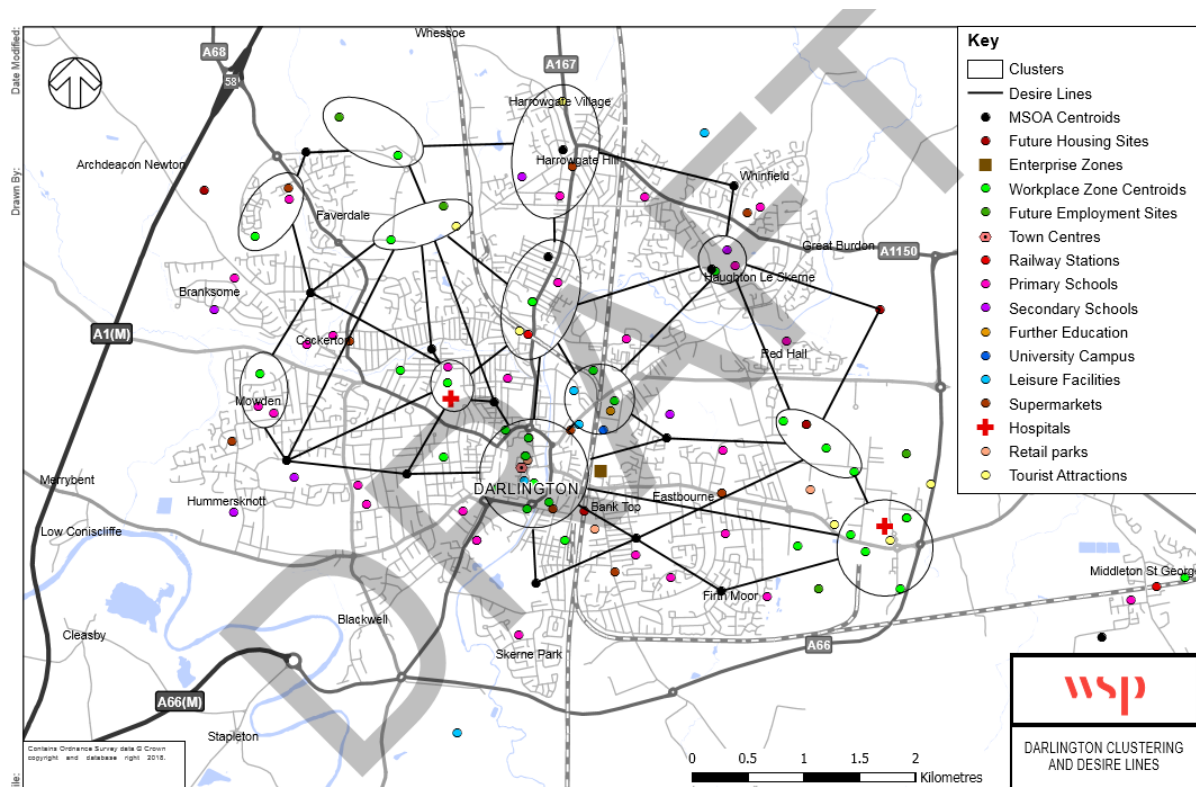 Date Modified:
Drawn By:
File:
Whessoe
A68
58
A167
Harrowgate Village
Archdeacon Newton
Harrowgate Hill
Whinfield
Faverdale
Great Burdon
A1150
Branksome
Haughton Le Skerne
A1(M)
Cockerton
Red Hall
Mowden
Merrybent
Hummersknott
DARLINGTON
Eastbourne
Bank Top
Low Coniscliffe
Middleton St George
Firth Moor
Blackwell
Cleasby
Skerne Park
A66
A66(M)
Stapleton
DRAFT
Key
Clusters
Desire Lines
MSOA Centroids
Future Housing Sites
Enterprise Zones
Workplace Zone Centroids
Future Employment Sites
Town Centres
Railway Stations
Primary Schools
Secondary Schools
Further Education
University Campus
Leisure Facilities
Supermarkets
Hospitals
Retail parks
Tourist Attractions
wsp
DARLINGTON CLUSTERING
AND DESIRE LINES
0 0.5 1 2
Kilometres
Contains Ordnance Survey data © Crown
copyright and database right 2018.